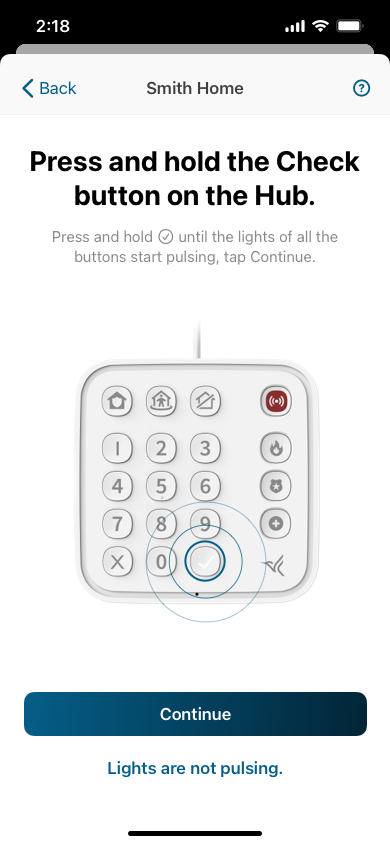 2:18
Back
Smith Home
?
Press and hold the Check
button on the Hub.
Press and hold until the lights of all the
buttons start pulsing, tap Continue.
1 2 3
4 5 6
7 8 9
X 0
Continue
Lights are not pulsing.